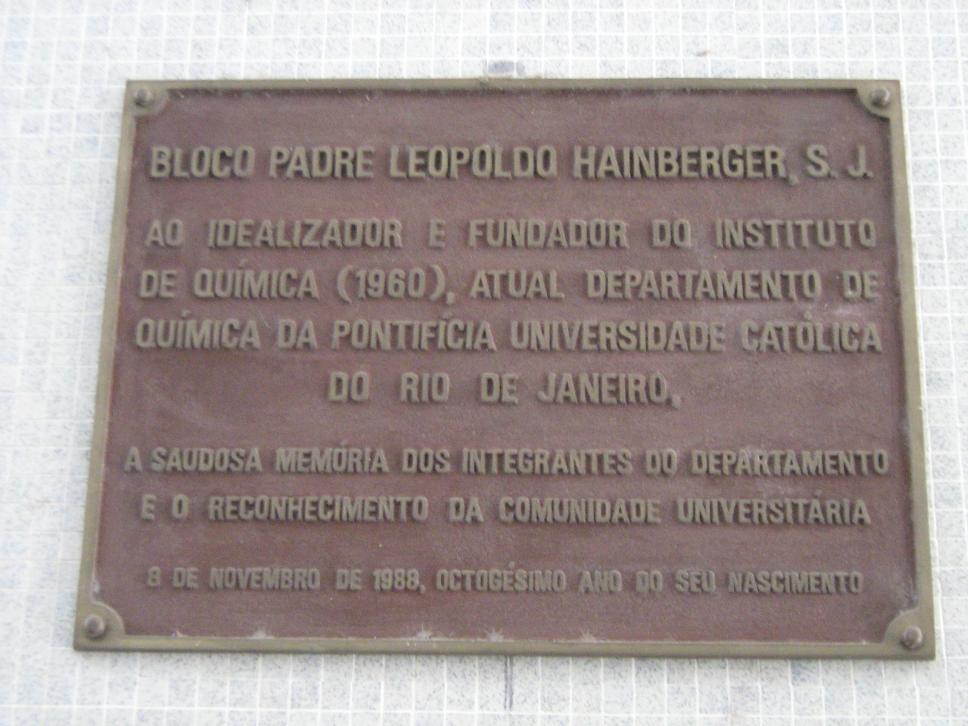 BLOCO PADRE LEOPOLDO HAINBERGER, S. J.
AO IDEALIZADOR E FUNDADOR DO INSTITUTO
DE QUÍMICA (1960), ATUAL DEPARTAMENTO DE
QUÍMICA DA PONTIFÍCIA UNIVERSIDADE CATÓLICA
DO RIO DE JANEIRO,
A SAUDOSA MEMÓRIA DOS INTEGRANTES DO DEPARTAMENTO
E O RECONHECIMENTO DA COMUNIDADE UNIVERSITÁRIA
8 DE NOVEMBRO DE 1988, OCTOGÉSIMO ANO DO SEU NASCIMENTO